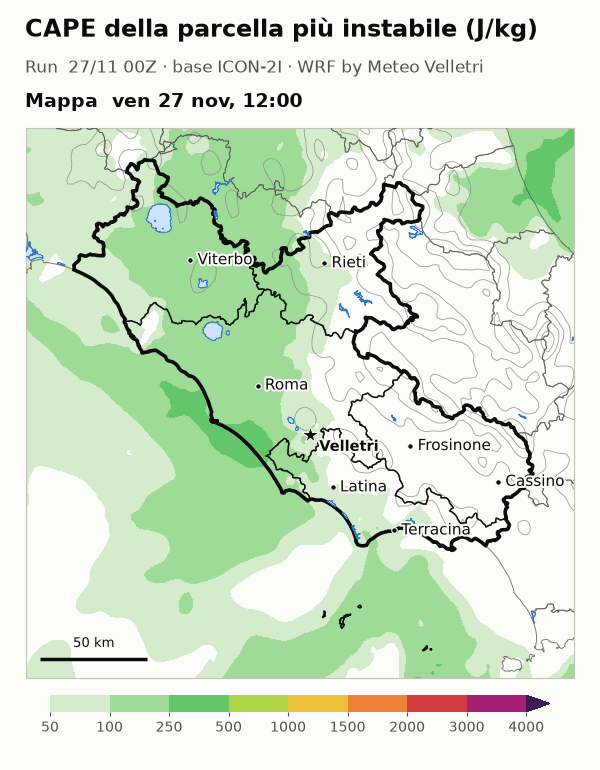 CAPE della parcella più instabile (J/kg)
Run  27/11 00Z · base ICON-2I · WRF by Meteo Velletri
Mappa  ven 27 nov, 12:00
Viterbo
Rieti
Roma
Velletri
Frosinone
Cassino
Latina
Terracina
50 km
50 100 250 500 1000 1500 2000 3000 4000